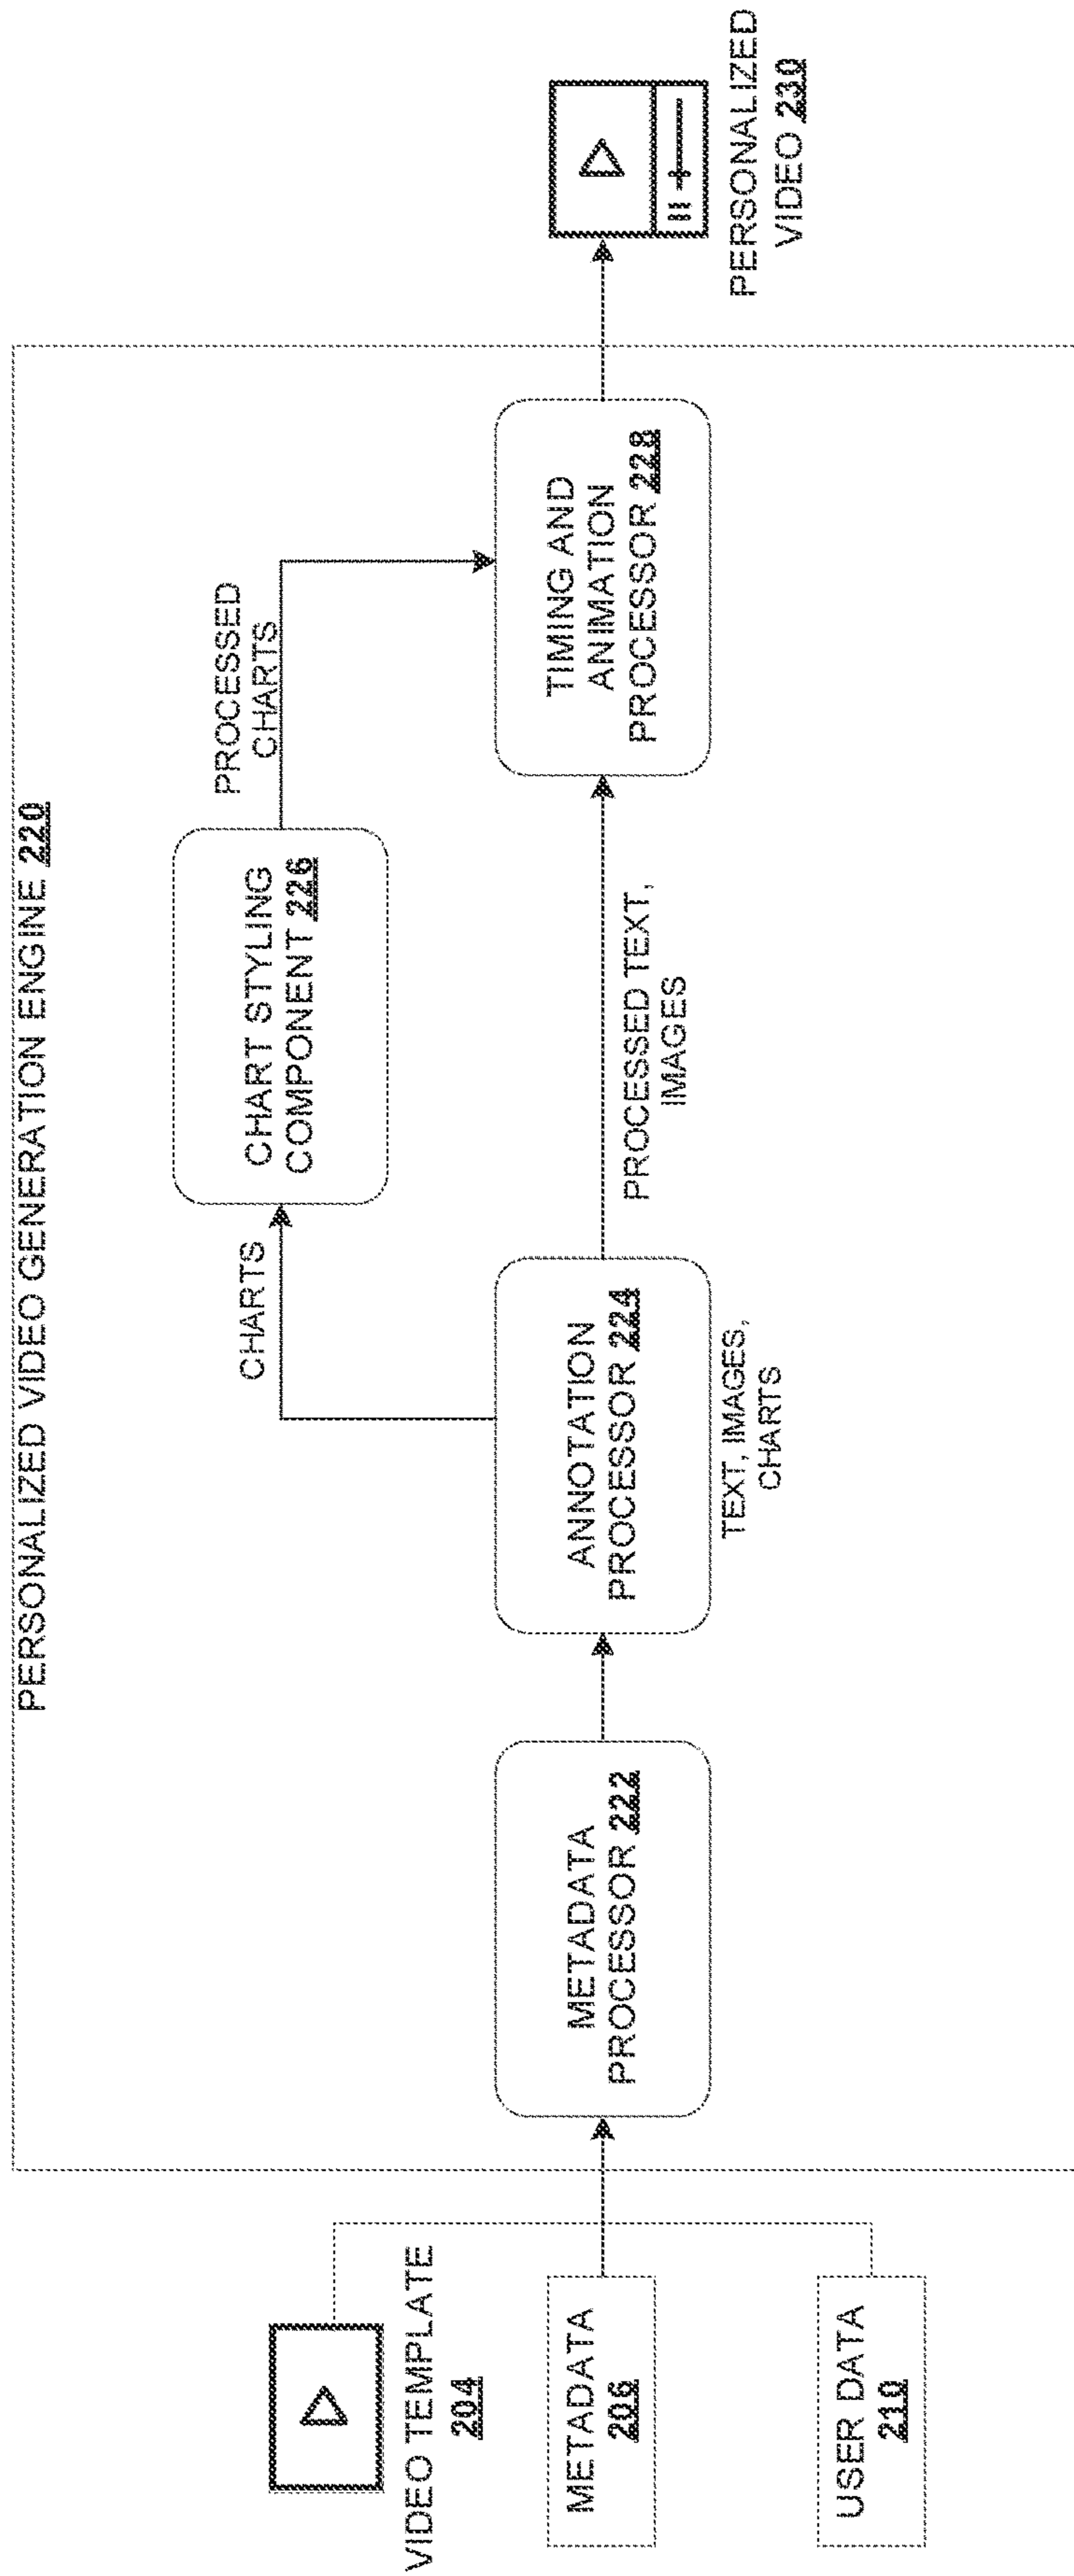 PERSONALIZED VIDEO GENERATION ENGINE 220
VIDEO TEMPLATE
204
METADATA
206
USER DATA
210
METADATA
PROCESSOR 222
ANNOTATION
PROCESSOR 224
TEXT, IMAGES,
CHARTS
CHARTS
CHART STYLING
COMPONENT 226
PROCESSED
CHARTS
PROCESSED TEXT,
IMAGES
TIMING AND
ANIMATION
PROCESSOR 228
PERSONALIZED
VIDEO 230